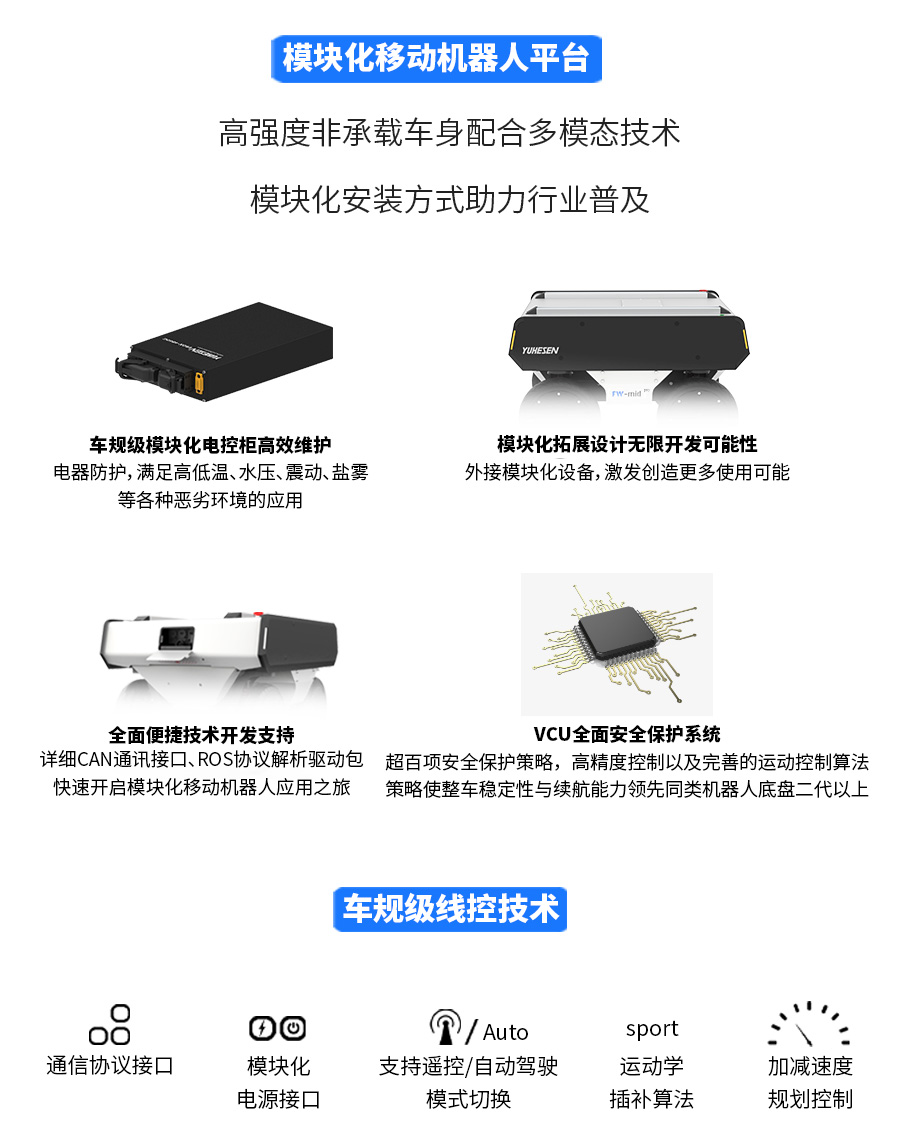 模块化移动机器人平台
高强度非承载车身配合多模态技术
模块化安装方式助力行业普及
YUHESEN
YUHESEN
FW-mid
车规级模块化电控柜高效维护
电器防护,满足高低温、水压、震动、盐雾
等各种恶劣环境的应用
模块化拓展设计无限开发可能性
外接模块化设备,激发创造更多使用可能
全面便捷技术开发支持
详细CAN通讯接口、ROS协议解析驱动包
快速开启模块化移动机器人应用之旅
VCU全面安全保护系统
超百项安全保护策略，高精度控制以及完善的运动控制算法
策略使整车稳定性与续航能力领先同类机器人底盘二代以上
车规级线控技术
/ Auto
sport
通信协议接口
模块化
电源接口
支持遥控/自动驾驶
模式切换
运动学
插补算法
加减速度
规划控制